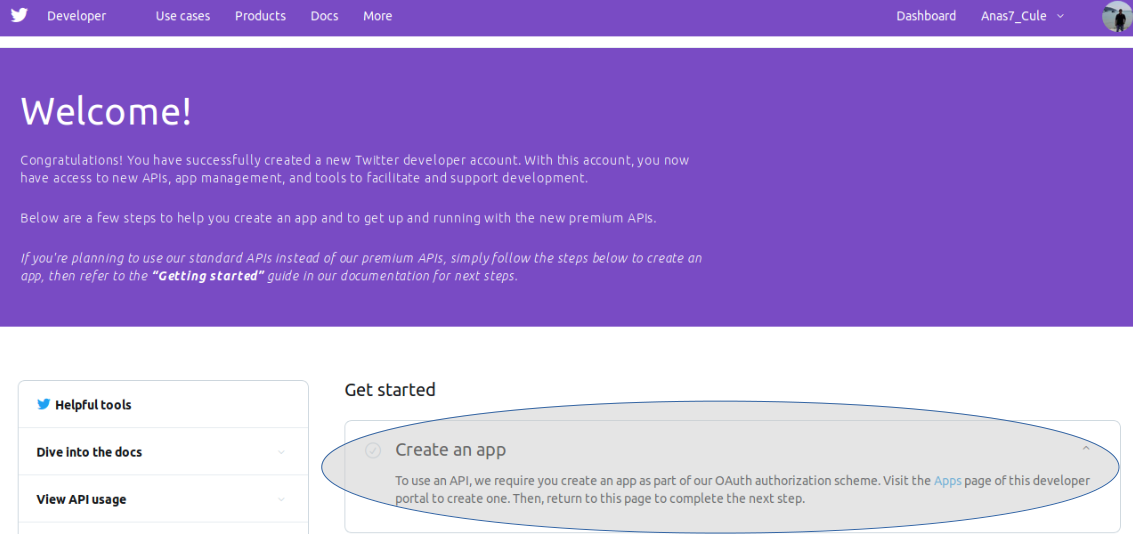 Developer Use cases Products Docs More Dashboard Anas7_Cule
Welcome!
Congratulations! You have successfully created a new Twitter developer account. With this account, you now
have access to new APIs, app management, and tools to facilitate and support development.
Below are a few steps to help you create an app and to get up and running with the new premium APIs.
If you're planning to use our standard APIs instead of our premium APIs, simply follow the steps below to create an
app, then refer to the “Getting started” guide in our documentation for next steps.
Helpful tools
Dive into the docs
View API usage
Get started
Create an app
To use an API, we require you create an app as part of our OAuth authorization scheme. Visit the Apps page of this developer
portal to create one. Then, return to this page to complete the next step.